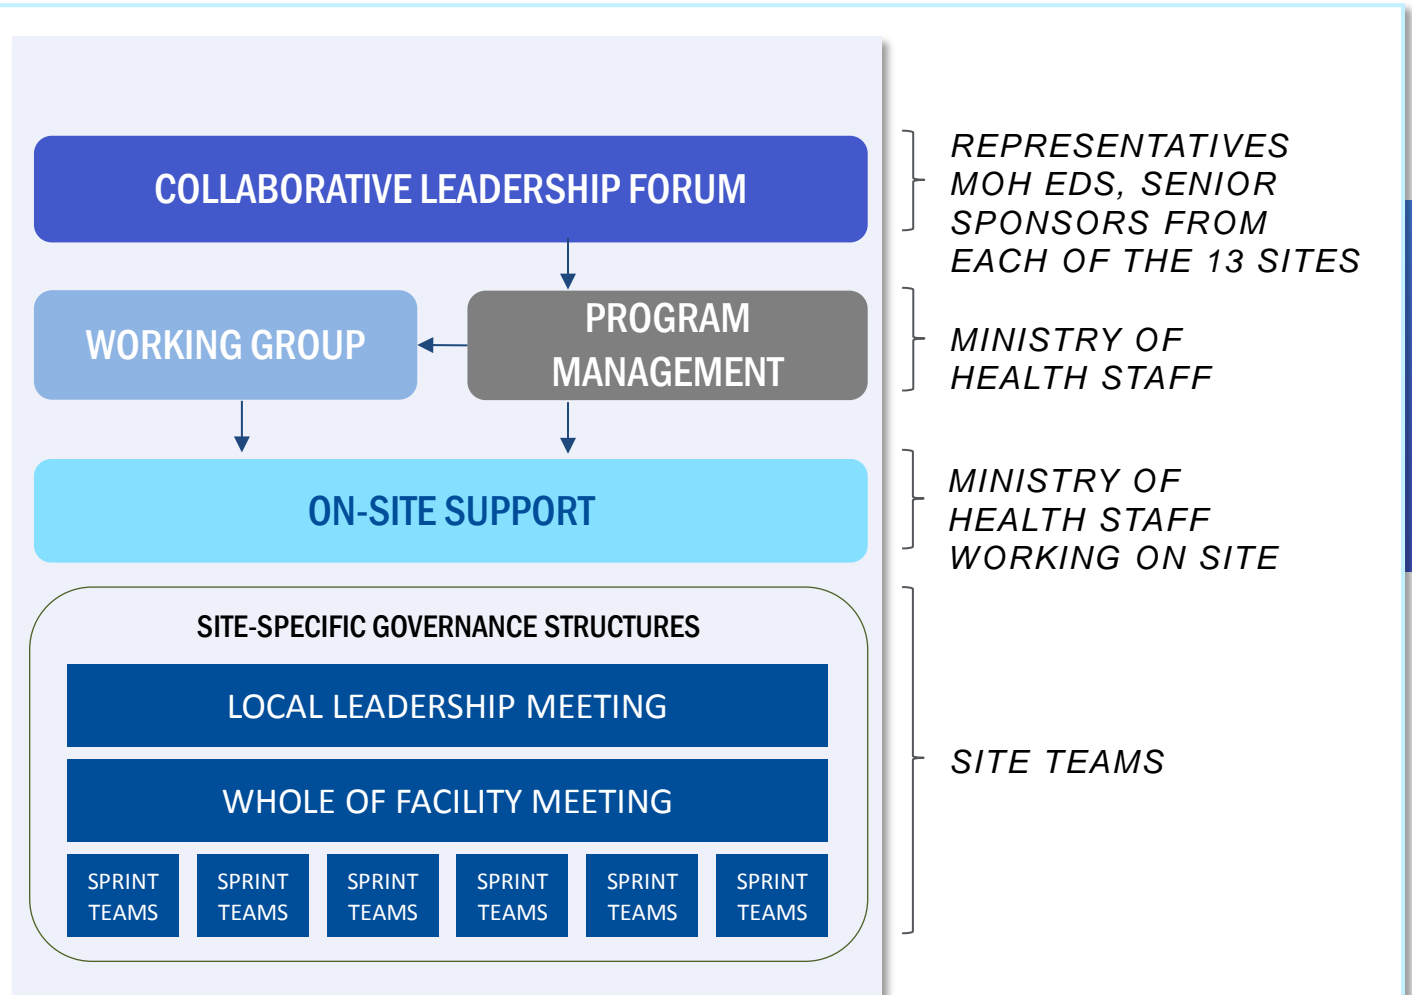 COLLABORATIVE LEADERSHIP FORUM
REPRESENTATIVES
MOH EDS, SENIOR
SPONSORS FROM
EACH OF THE 13 SITES
WORKING GROUP
PROGRAM
MANAGEMENT
MINISTRY OF
HEALTH STAFF
ON-SITE SUPPORT
MINISTRY OF
HEALTH STAFF
WORKING ON SITE
SITE-SPECIFIC GOVERNANCE STRUCTURES
LOCAL LEADERSHIP MEETING
WHOLE OF FACILITY MEETING
SITE TEAMS
SPRINT
TEAMS
SPRINT
TEAMS
SPRINT
TEAMS
SPRINT
TEAMS
SPRINT
TEAMS
SPRINT
TEAMS